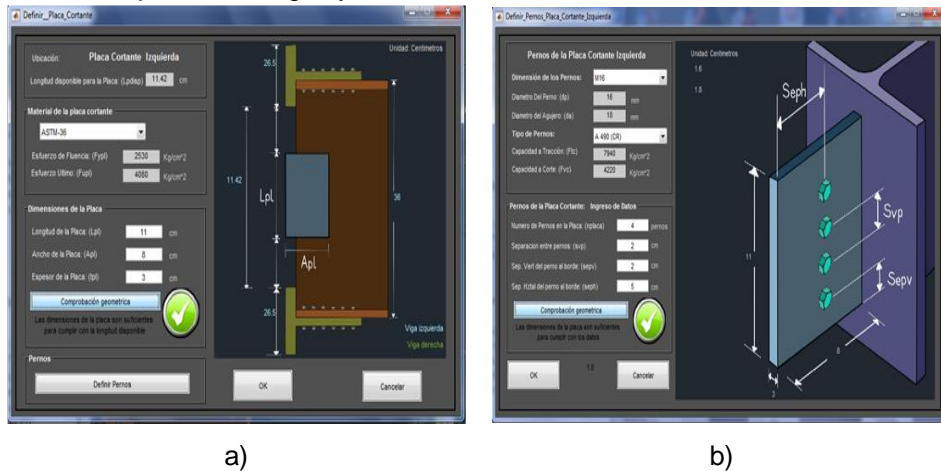 Definir__Placa_Cortante
Ubicación: Placa Cortante Izquierda
Longitud disponible para la Placa: (Lpdisp) 11.42 cm
Material de la placa cortante
ASTM-36
Esfuerzo de Fluencia: (Fypl) 2530 Kg/cm^2
Esfuerzo Ultimo: (Fupl) 4080 Kg/cm^2
Dimensiones de la Placa
Longitud de la Placa: (Lpl) 11 cm
Ancho de la Placa: (Apl) 8 cm
Espesor de la Placa: (tpl) 3 cm
Comprobación geometrica
Las dimensiones de la placa son suficientes
para cumplir con la longitud disponible
Pernos
Definir Pernos
Unidad: Centimetros
26.5
11.42
Lpl
36
Apl
26.5
Viga izquierda
Viga derecha
OK
Cancelar
a)
Definir_Pernos_Placa_Cortante_Izquierda
Pernos de la Placa Cortante Izquierda
Dimensión de los Pernos: M16
Diametro Del Perno: (dp) 16 mm
Diametro del Agujero: (da) 18 mm
Tipo de Pernos: A 490 (CR)
Capacidad a Tracción: (Ftc) 7940 Kg/cm^2
Capacidad a Corte: (Fvc) 4220 Kg/cm^2
Pernos de la Placa Cortante: Ingreso de Datos
Numero de Pernos en la Placa: (nplaca) 4 pernos
Separacion entre pernos: (svp) 2 cm
Sep. Vert del perno al borde: (sepv) 2 cm
Sep. Hztal del perno al borde: (seph) 5 cm
Comprobación geometrica
Las dimensiones de la placa son suficientes
para cumplir con los datos
OK
1.8
Cancelar
Unidad: Centimetros
1.6
1.8
Seph
Svp
11
Sepv
8
3
b)